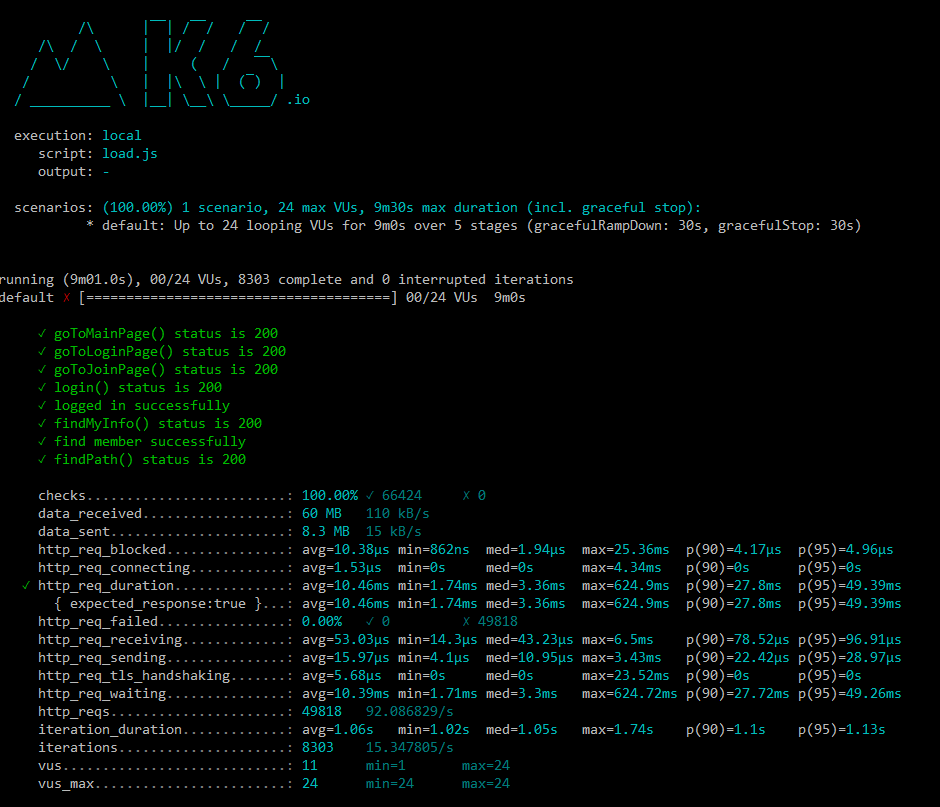 /\      |‾‾| /‾‾/   /‾‾/
     /\  /  \     |  |/  /   /  /
    /  \/    \    |     (   /   ‾‾\
   /          \   |  |\  \ |  (‾)  |
  / __________ \  |__| \__\ \_____/ .io

  execution: local
     script: load.js
     output: -

  scenarios: (100.00%) 1 scenario, 24 max VUs, 9m30s max duration (incl. graceful stop):
           * default: Up to 24 looping VUs for 9m0s over 5 stages (gracefulRampDown: 30s, gracefulStop: 30s)

running (9m01.0s), 00/24 VUs, 8303 complete and 0 interrupted iterations
default ✗ [======================================] 00/24 VUs  9m0s

     ✓ goToMainPage() status is 200
     ✓ goToLoginPage() status is 200
     ✓ goToJoinPage() status is 200
     ✓ login() status is 200
     ✓ logged in successfully
     ✓ findMyInfo() status is 200
     ✓ find member successfully
     ✓ findPath() status is 200

     checks.........................: 100.00% ✓ 66424     ✗ 0
     data_received..................: 60 MB   110 kB/s
     data_sent......................: 8.3 MB  15 kB/s
     http_req_blocked...............: avg=10.38µs min=862ns  med=1.94µs  max=25.36ms  p(90)=4.17µs  p(95)=4.96µs
     http_req_connecting............: avg=1.53µs  min=0s     med=0s      max=4.34ms   p(90)=0s      p(95)=0s
   ✓ http_req_duration..............: avg=10.46ms min=1.74ms med=3.36ms  max=624.9ms  p(90)=27.8ms  p(95)=49.39ms
       { expected_response:true }...: avg=10.46ms min=1.74ms med=3.36ms  max=624.9ms  p(90)=27.8ms  p(95)=49.39ms
     http_req_failed................: 0.00%   ✓ 0         ✗ 49818
     http_req_receiving.............: avg=53.03µs min=14.3µs med=43.23µs max=6.5ms    p(90)=78.52µs p(95)=96.91µs
     http_req_sending...............: avg=15.97µs min=4.1µs  med=10.95µs max=3.43ms   p(90)=22.42µs p(95)=28.97µs
     http_req_tls_handshaking.......: avg=5.68µs  min=0s     med=0s      max=23.52ms  p(90)=0s      p(95)=0s
     http_req_waiting...............: avg=10.39ms min=1.71ms med=3.3ms   max=624.72ms p(90)=27.72ms p(95)=49.26ms
     http_reqs......................: 49818   92.086829/s
     iteration_duration.............: avg=1.06s   min=1.02s  med=1.05s   max=1.74s    p(90)=1.1s    p(95)=1.13s
     iterations.....................: 8303    15.347805/s
     vus............................: 11      min=1       max=24
     vus_max........................: 24      min=24      max=24